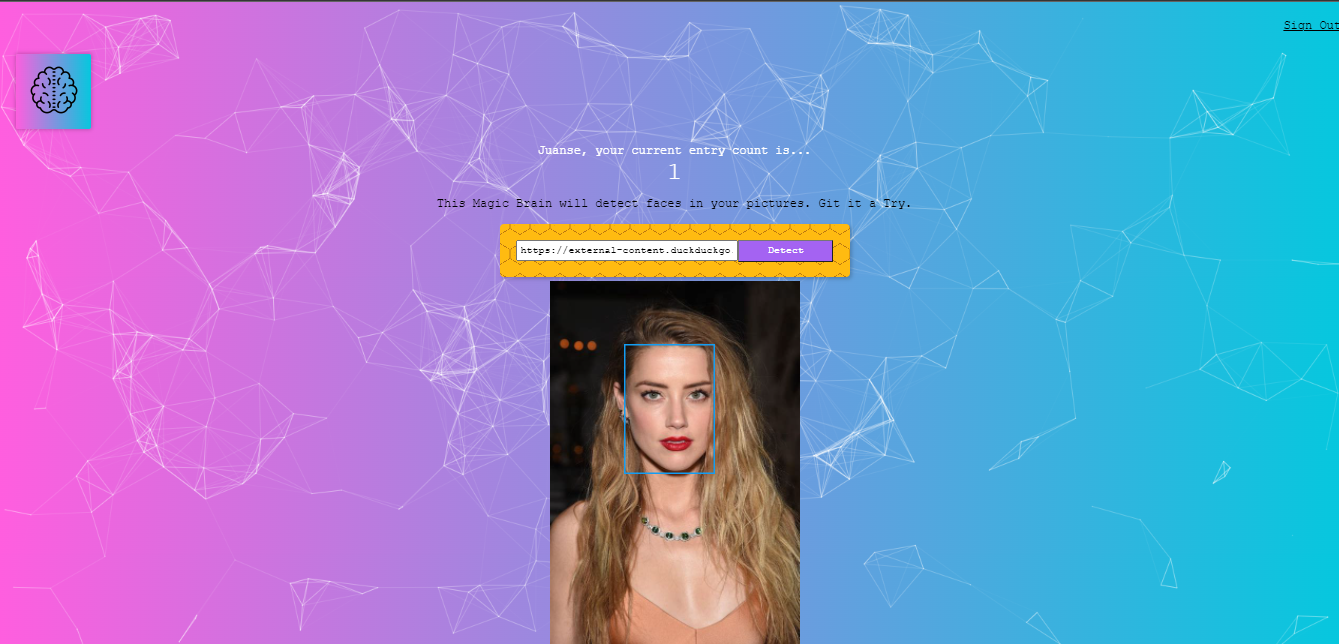 Sign Out
Juanse, your current entry count is...
1
This Magic Brain will detect faces in your pictures. Git it a Try.
https://external-content.duckduckgo
Detect